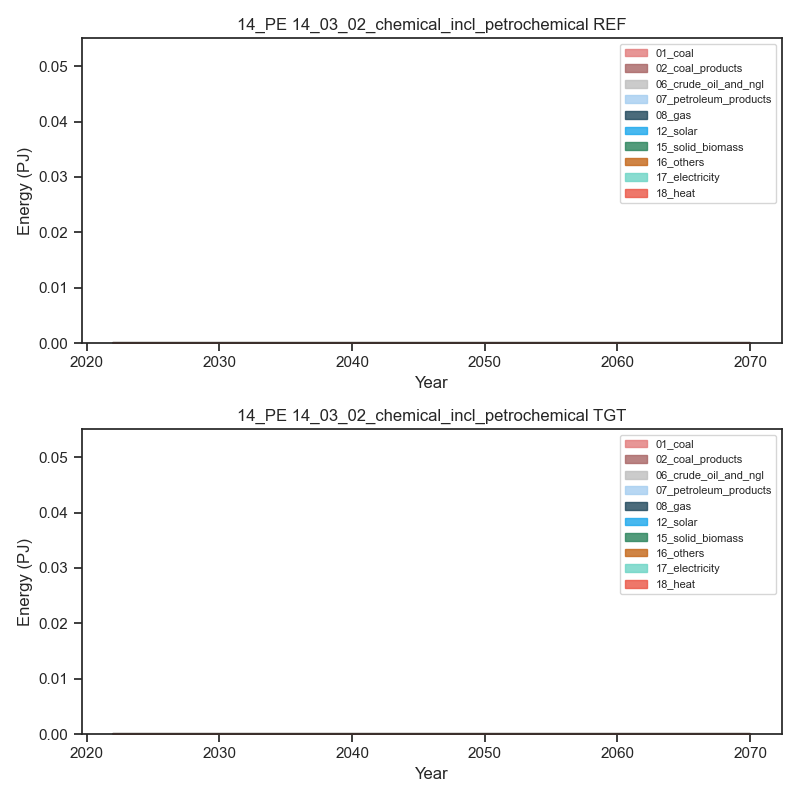 14_PE 14_03_02_chemical_incl_petrochemical REF
01_coal
02_coal_products
06_crude_oil_and_ngl
07_petroleum_products
08_gas
12_solar
15_solid_biomass
16_others
17_electricity
18_heat
0.05
0.04
0.03
0.02
0.01
0.00
Energy (PJ)
2020 2030 2040 2050 2060 2070
Year
14_PE 14_03_02_chemical_incl_petrochemical TGT
01_coal
02_coal_products
06_crude_oil_and_ngl
07_petroleum_products
08_gas
12_solar
15_solid_biomass
16_others
17_electricity
18_heat
0.05
0.04
0.03
0.02
0.01
0.00
Energy (PJ)
2020 2030 2040 2050 2060 2070
Year